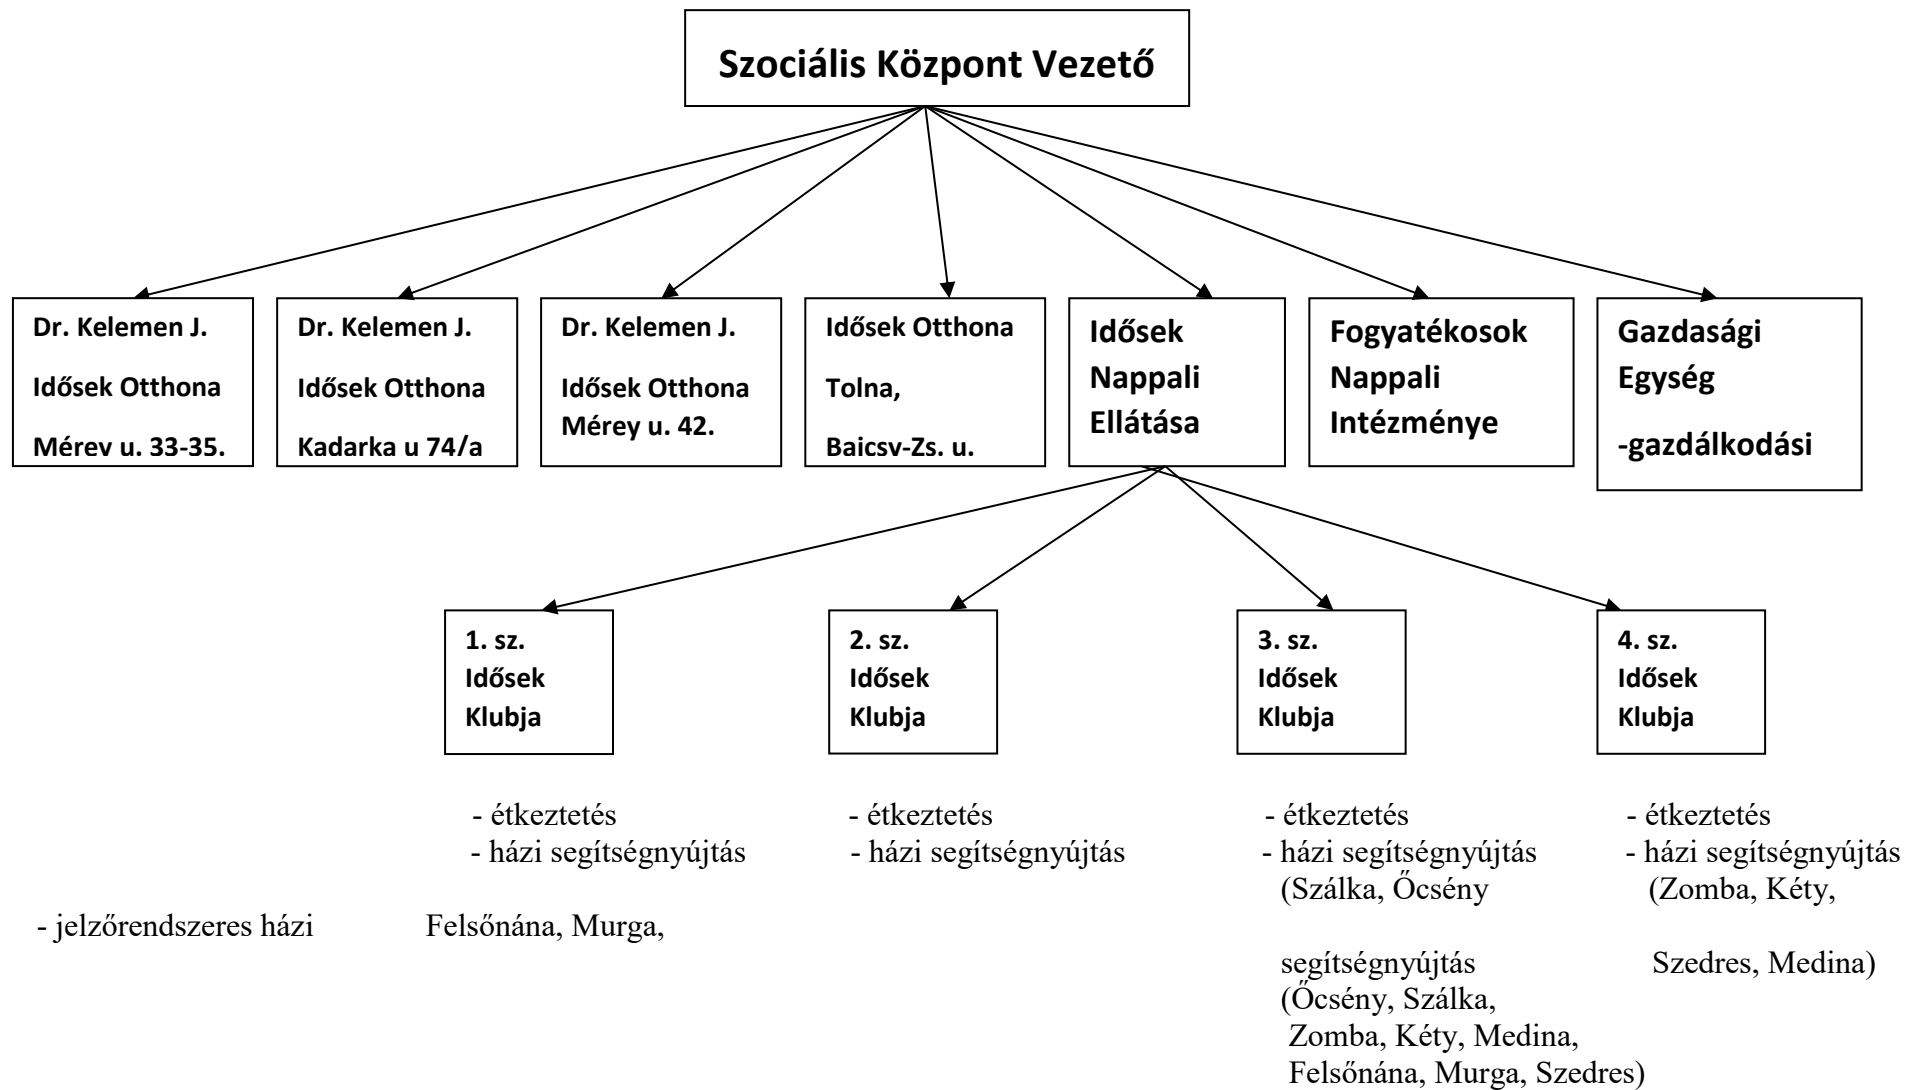 Szociális Központ Vezető
Dr. Kelemen J.
Idősek Otthona
Mérey u. 33-35.
Dr. Kelemen J.
Idősek Otthona
Kadarka u 74/a
Dr. Kelemen J.
Idősek Otthona
Mérey u. 42.
Idősek Otthona
Tolna,
Bajcsy-Zs. u.
Idősek
Nappali
Ellátása
Fogyatékosok
Nappali
Intézménye
Gazdasági
Egység
-gazdálkodási
1. sz.
Idősek
Klubja
2. sz.
Idősek
Klubja
3. sz.
Idősek
Klubja
4. sz.
Idősek
Klubja
- étkeztetés - étkeztetés - étkeztetés - étkeztetés
- házi segítségnyújtás - házi segítségnyújtás - házi segítségnyújtás - házi segítségnyújtás
(Szálka, Őcsény (Zomba, Kéty,
- jelzőrendszeres házi Felsőnána, Murga,
segítségnyújtás Szedres, Medina)
(Őcsény, Szálka,
Zomba, Kéty, Medina,
Felsőnána, Murga, Szedres)